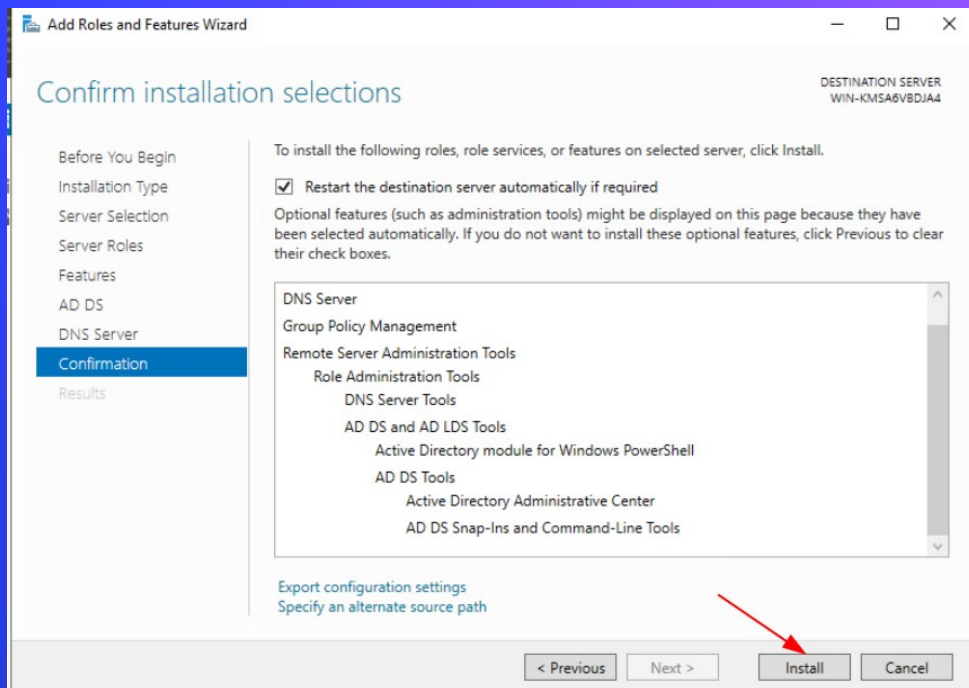 Add Roles and Features Wizard
Confirm installation selections
DESTINATION SERVER
WIN-KMSA6VBDJA4
Before You Begin
Installation Type
Server Selection
Server Roles
Features
AD DS
DNS Server
Confirmation
Results
To install the following roles, role services, or features on selected server, click Install.
Restart the destination server automatically if required
Optional features (such as administration tools) might be displayed on this page because they have
been selected automatically. If you do not want to install these optional features, click Previous to clear
their check boxes.
DNS Server
Group Policy Management
Remote Server Administration Tools
Role Administration Tools
DNS Server Tools
AD DS and AD LDS Tools
Active Directory module for Windows PowerShell
AD DS Tools
Active Directory Administrative Center
AD DS Snap-Ins and Command-Line Tools
Export configuration settings
Specify an alternate source path
< Previous
Next >
Install
Cancel